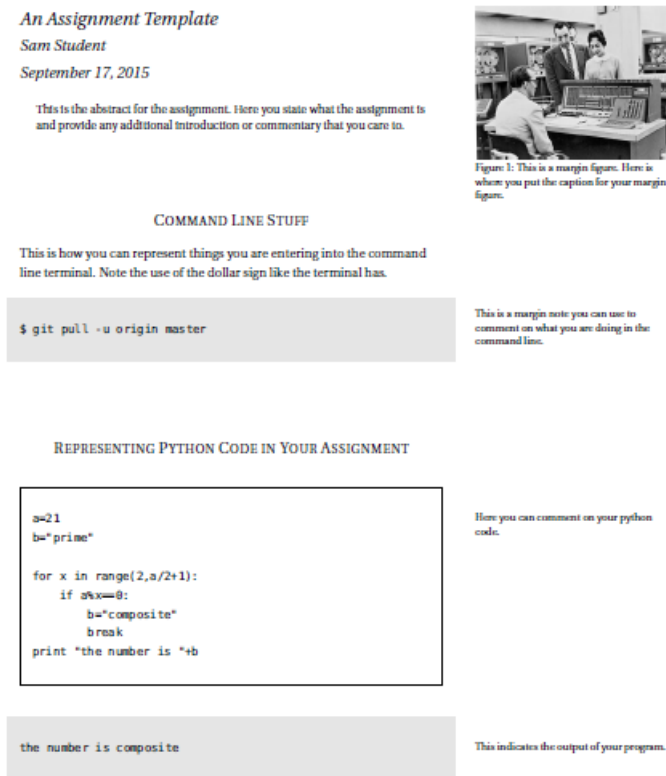 An Assignment Template
Sam Student
September 17, 2015
This is the abstract for the assignment. Here you state what the assignment is
and provide any additional introduction or commentary that you care to.
Figure 1: This is a margin figure. Here is
where you put the caption for your margin
figure.
COMMAND LINE STUFF
This is how you can represent things you are entering into the command
line terminal. Note the use of the dollar sign like the terminal has.
$ git pull -u origin master
This is a margin note you can use to
comment on what you are doing in the
command line.
REPRESENTING PYTHON CODE IN YOUR ASSIGNMENT
a=21
b="prime"
for x in range(2,a/2+1):
    if a%x==0:
        b="composite"
        break
print "the number is "+b
Here you can comment on your python
code.
the number is composite
This indicates the output of your program.